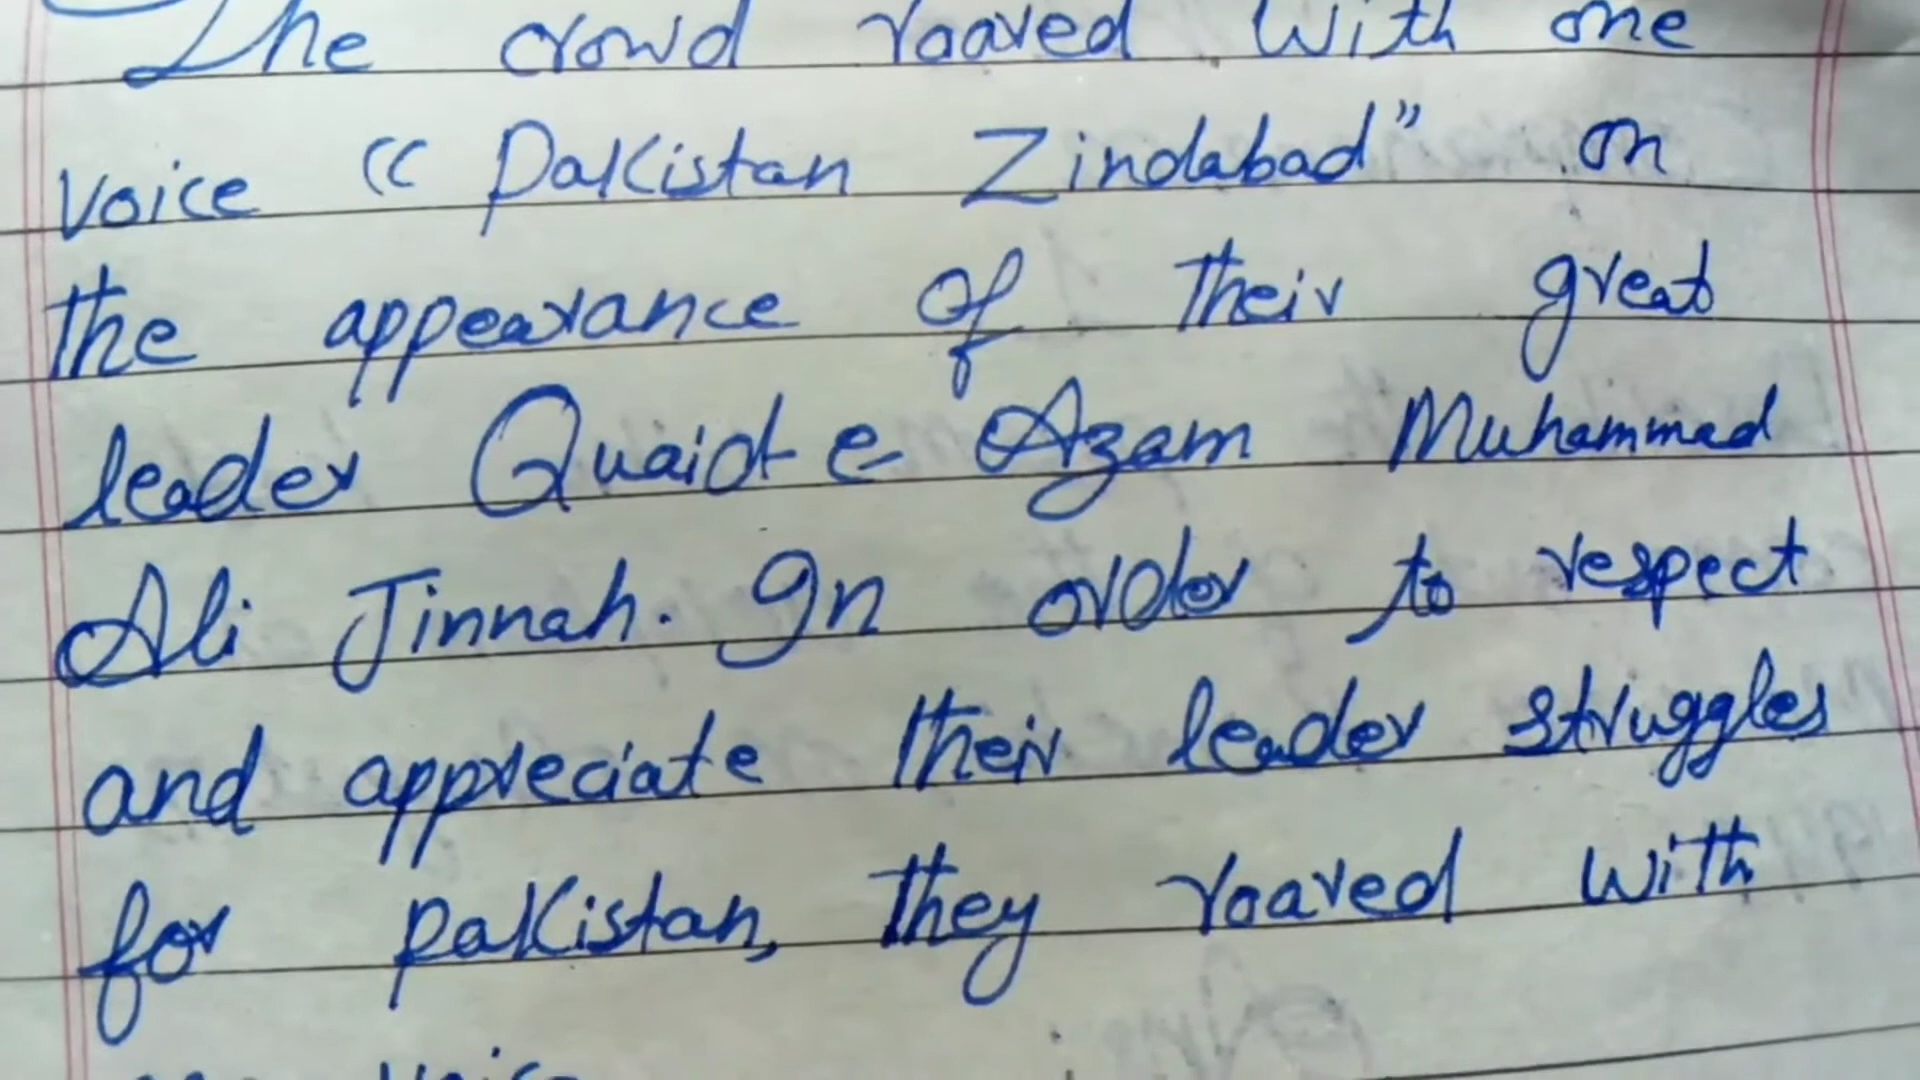 The crowd roared with one
voice "Pakistan Zindabad" on
the appearance of their great
leader Quaid-e-Azam Muhammad
Ali Jinnah. In order to respect
and appreciate their leader struggles
for pakistan, they roared with